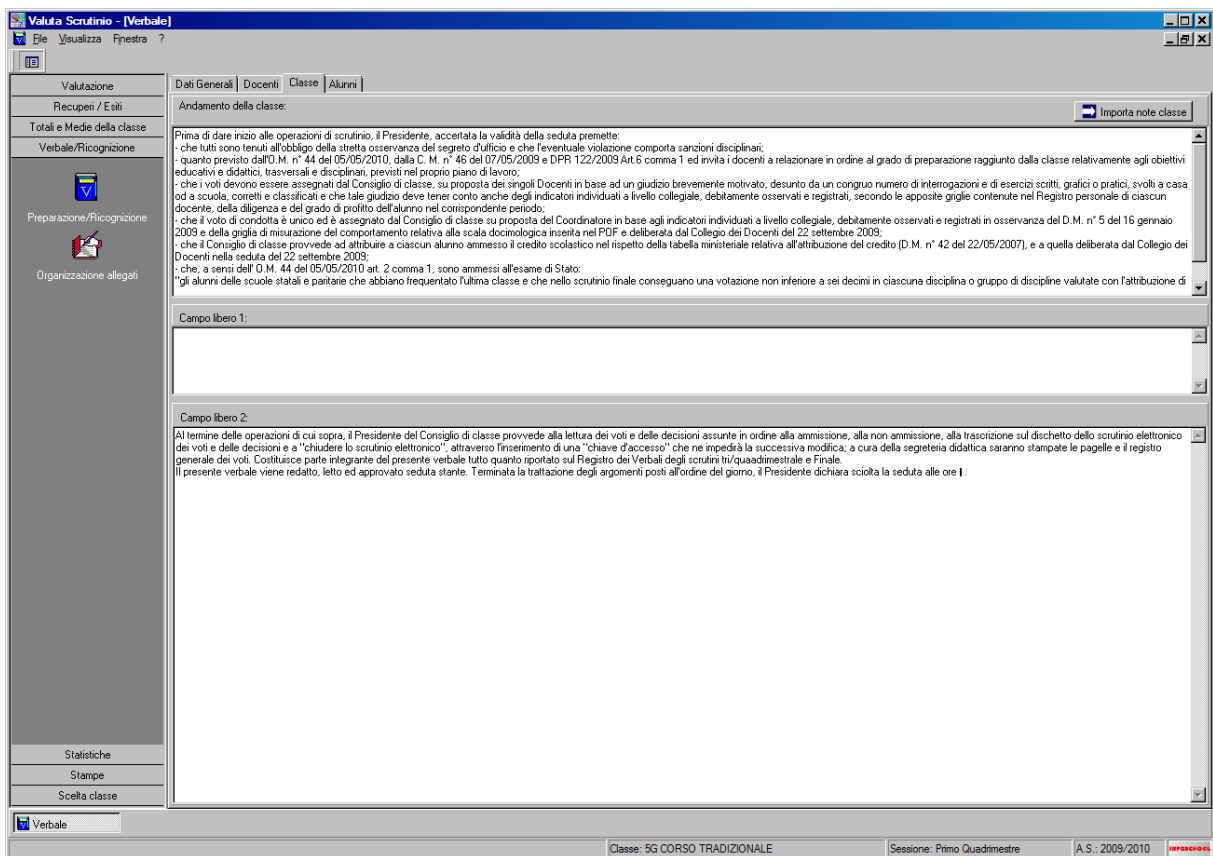 Valuta Scrutinio - [Verbale]
File Visualizza Finestra ?
Valutazione
Recuperi / Esiti
Totali e Medie della classe
Verbale/Ricognizione
Preparazione/Ricognizione
Organizzazione allegati
Statistiche
Stampe
Scelta classe
Dati Generali Docenti Classe Alunni
Andamento della classe:
Importa note classe
Prima di dare inizio alle operazioni di scrutinio, il Presidente, accertata la validità della seduta premette:
- che tutti sono tenuti all'obbligo della stretta osservanza del segreto d'ufficio e che l'eventuale violazione comporta sanzioni disciplinari;
- quanto previsto dall'O.M. n° 44 del 05/05/2010, dalla C. M. n° 46 del 07/05/2009 e DPR 122/2009 Art.6 comma 1 ed invita i docenti a relazionare in ordine al grado di preparazione raggiunto dalla classe relativamente agli obiettivi
educativi e didattici, trasversali e disciplinari, previsti nel proprio piano di lavoro;
- che i voti devono essere assegnati dal Consiglio di classe, su proposta dei singoli Docenti in base ad un giudizio brevemente motivato, desunto da un congruo numero di interrogazioni e di esercizi scritti, grafici o pratici, svolti a casa
od a scuola, corretti e classificati e che tale giudizio deve tener conto anche degli indicatori individuati a livello collegiale, debitamente osservati e registrati, secondo le apposite griglie contenute nel Registro personale di ciascun
docente, della diligenza e del grado di profitto dell'alunno nel corrispondente periodo;
- che il voto di condotta è unico ed è assegnato dal Consiglio di classe su proposta del Coordinatore in base agli indicatori individuati a livello collegiale, debitamente osservati e registrati in osservanza del D.M. n° 5 del 16 gennaio
2009 e della griglia di misurazione del comportamento relativa alla scala docimologica inserita nel POF e deliberata dal Collegio dei Docenti del 22 settembre 2009;
- che il Consiglio di classe provvede ad attribuire a ciascun alunno ammesso il credito scolastico nel rispetto della tabella ministeriale relativa all'attribuzione del credito (D.M. n° 42 del 22/05/2007), e a quella deliberata dal Collegio dei
Docenti nella seduta del 22 settembre 2009;
- che, a sensi dell' O.M. 44 del 05/05/2010 art. 2 comma 1, sono ammessi all'esame di Stato:
"gli alunni delle scuole statali e paritarie che abbiano frequentato l'ultima classe e che nello scrutinio finale conseguano una votazione non inferiore a sei decimi in ciascuna disciplina o gruppo di discipline valutate con l'attribuzione di
Campo libero 1:
Campo libero 2:
Al termine delle operazioni di cui sopra, il Presidente del Consiglio di classe provvede alla lettura dei voti e delle decisioni assunte in ordine alla ammissione, alla non ammissione, alla trascrizione sul dischetto dello scrutinio elettronico
dei voti e delle decisioni e a "chiudere lo scrutinio elettronico", attraverso l'inserimento di una "chiave d'accesso" che ne impedirà la successiva modifica; a cura della segreteria didattica saranno stampate le pagelle e il registro
generale dei voti. Costituisce parte integrante del presente verbale tutto quanto riportato sul Registro dei Verbali degli scrutini tri/quaadrimestrale e Finale.
Il presente verbale viene redatto, letto ed approvato seduta stante. Terminata la trattazione degli argomenti posti all'ordine del giorno, il Presidente dichiara sciolta la seduta alle ore .
Verbale
Classe: 5G CORSO TRADIZIONALE
Sessione: Primo Quadrimestre
A.S.: 2009/2010
INFOSCHOOL